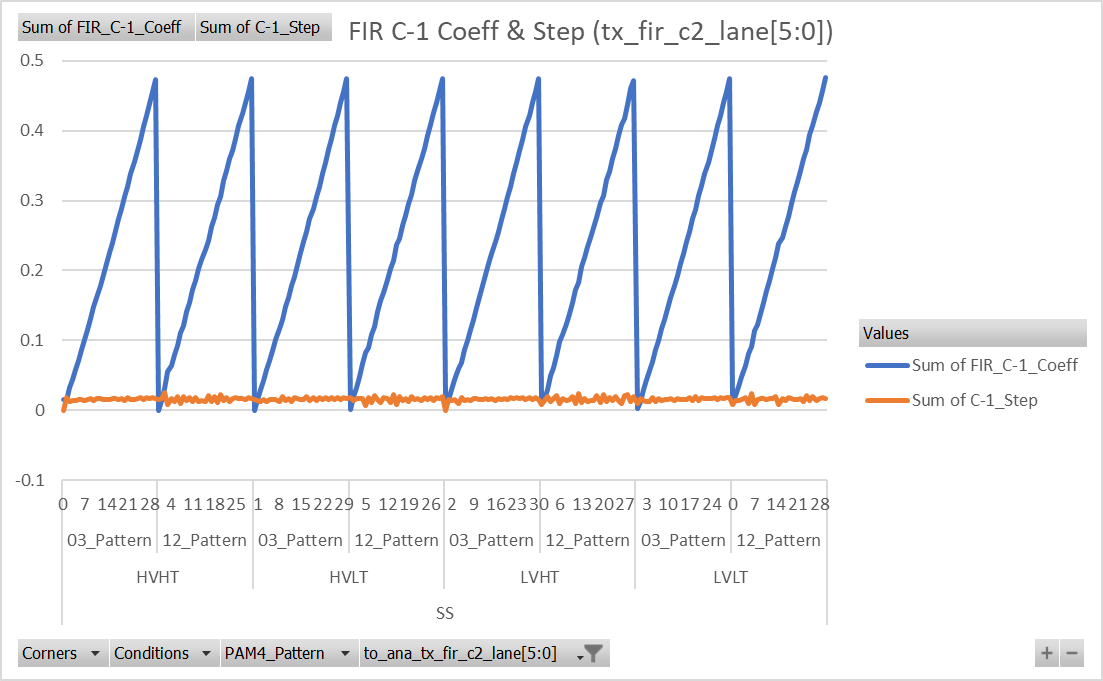 Sum of FIR_C-1_Coeff Sum of C-1_Step
FIR C-1 Coeff & Step (tx_fir_c2_lane[5:0])
0.5
0.4
0.3
0.2
0.1
0
-0.1
Values
Sum of FIR_C-1_Coeff
Sum of C-1_Step
0 7 14 21 28 4 11 18 25 1 8 15 22 29 5 12 19 26 2 9 16 23 30 6 13 20 27 3 10 17 24 0 7 14 21 28
03_Pattern 12_Pattern 03_Pattern 12_Pattern 03_Pattern 12_Pattern 03_Pattern 12_Pattern
HVHT HVLT LVHT LVLT
SS
Corners Conditions PAM4_Pattern to_ana_tx_fir_c2_lane[5:0] + −